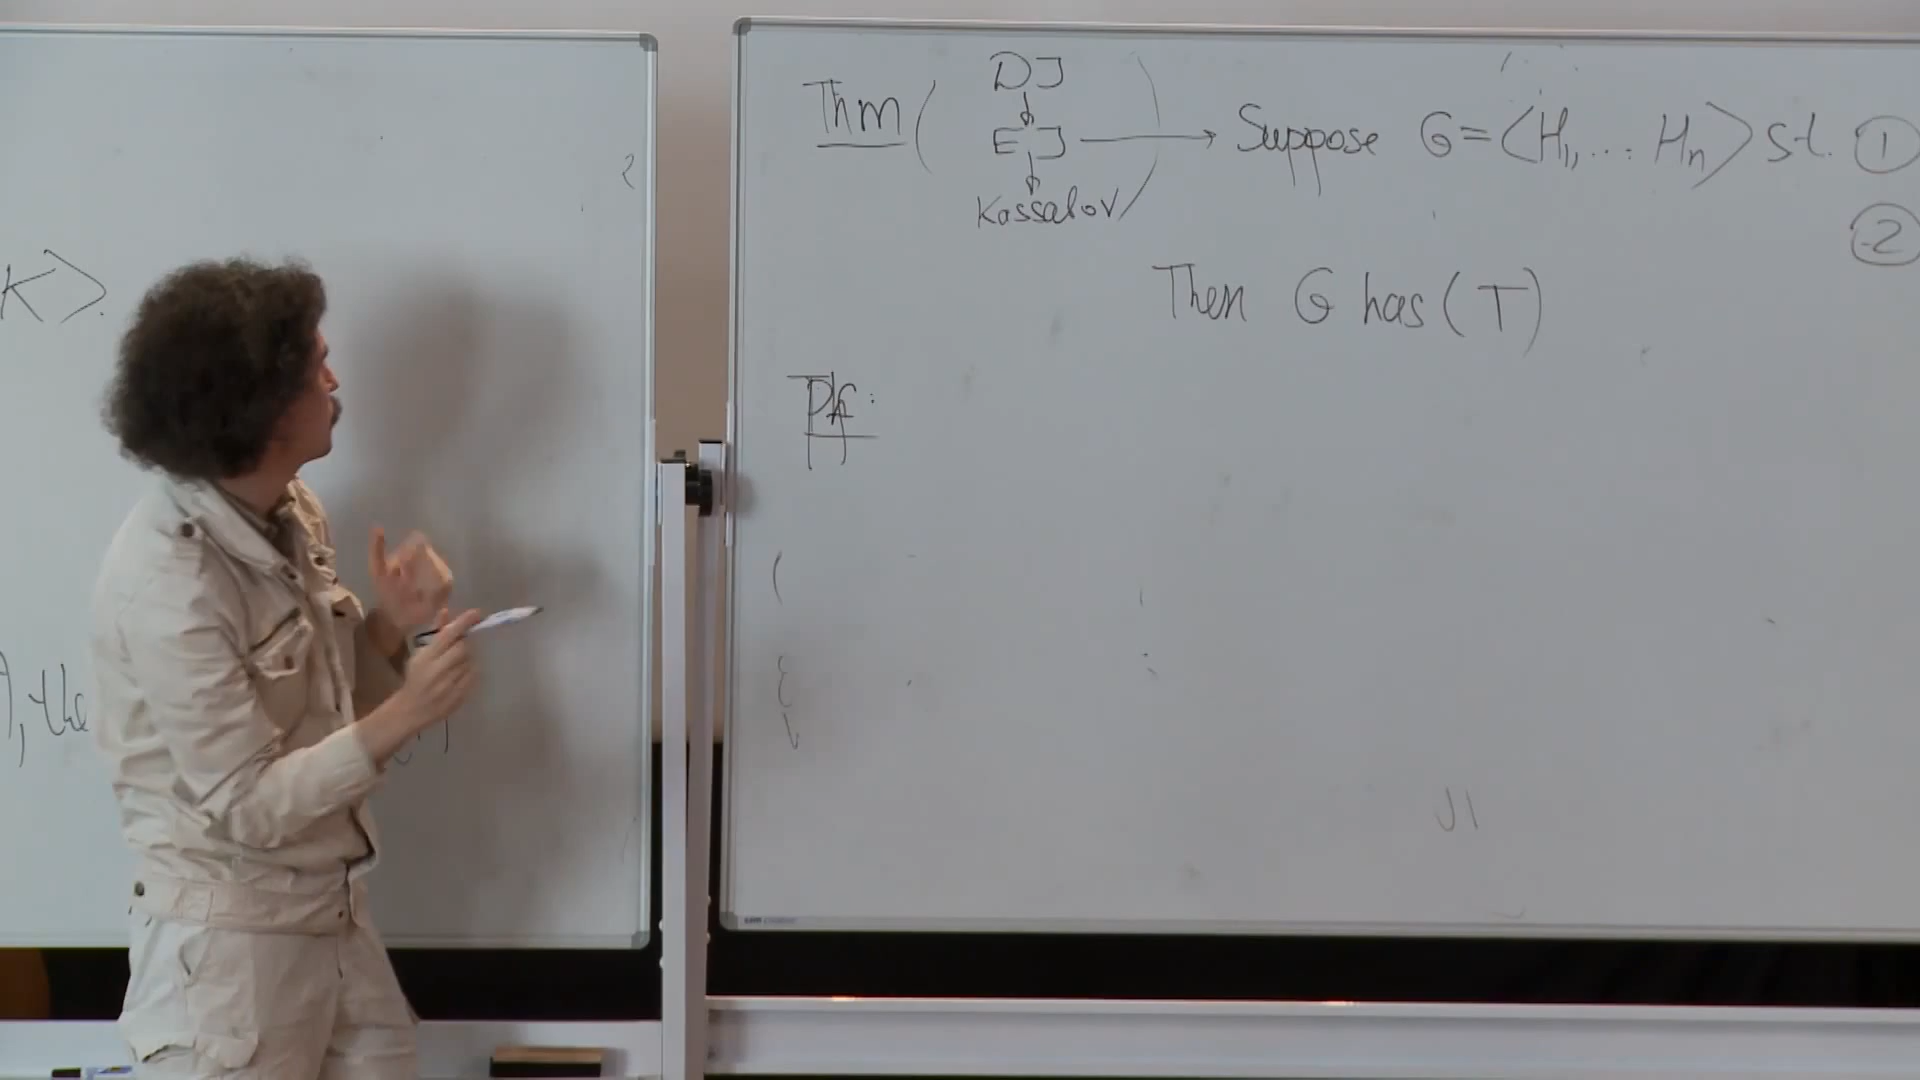 K⟩.
), the
Thm ( DJ ↓ EJ ↓ Kassabov ) → Suppose G = ⟨H₁, ... Hₙ⟩ s.t. ①
②
Then G has (T)
Pf: